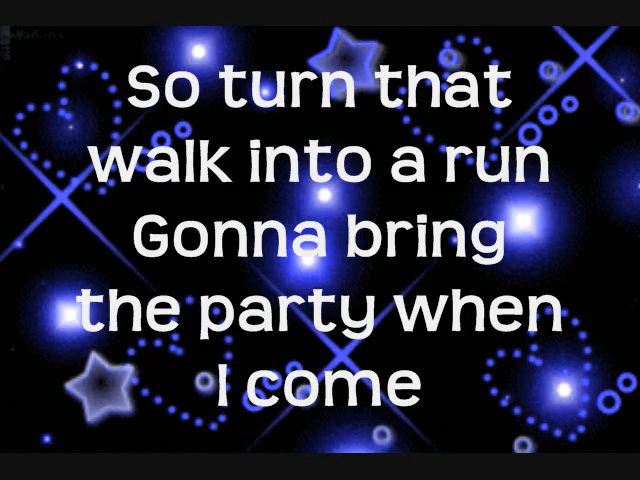 So turn that
walk into a run
Gonna bring
the party when
I come